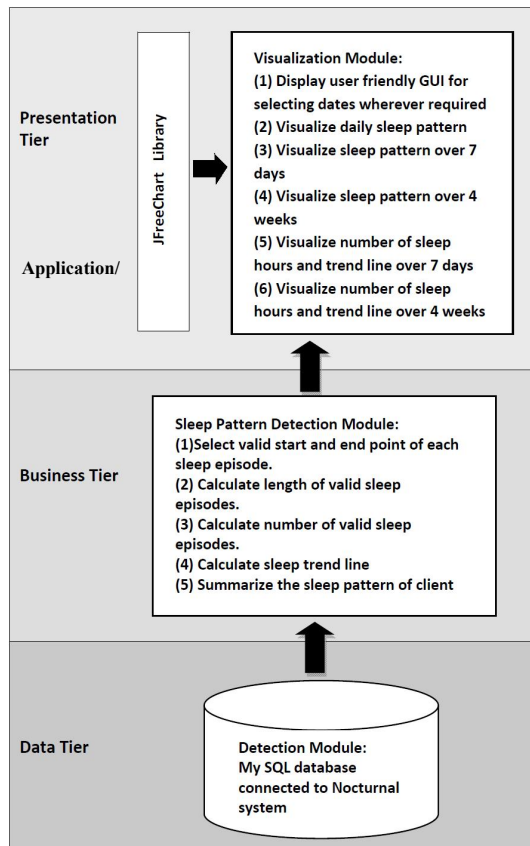 Presentation
Tier
Application/
JFreeChart Library
Visualization Module:
(1) Display user friendly GUI for
selecting dates wherever required
(2) Visualize daily sleep pattern
(3) Visualize sleep pattern over 7
days
(4) Visualize sleep pattern over 4
weeks
(5) Visualize number of sleep
hours and trend line over 7 days
(6) Visualize number of sleep
hours and trend line over 4 weeks
Business Tier
Sleep Pattern Detection Module:
(1)Select valid start and end point of each
sleep episode.
(2) Calculate length of valid sleep
episodes.
(3) Calculate number of valid sleep
episodes.
(4) Calculate sleep trend line
(5) Summarize the sleep pattern of client
Data Tier
Detection Module:
My SQL database
connected to Nocturnal
system